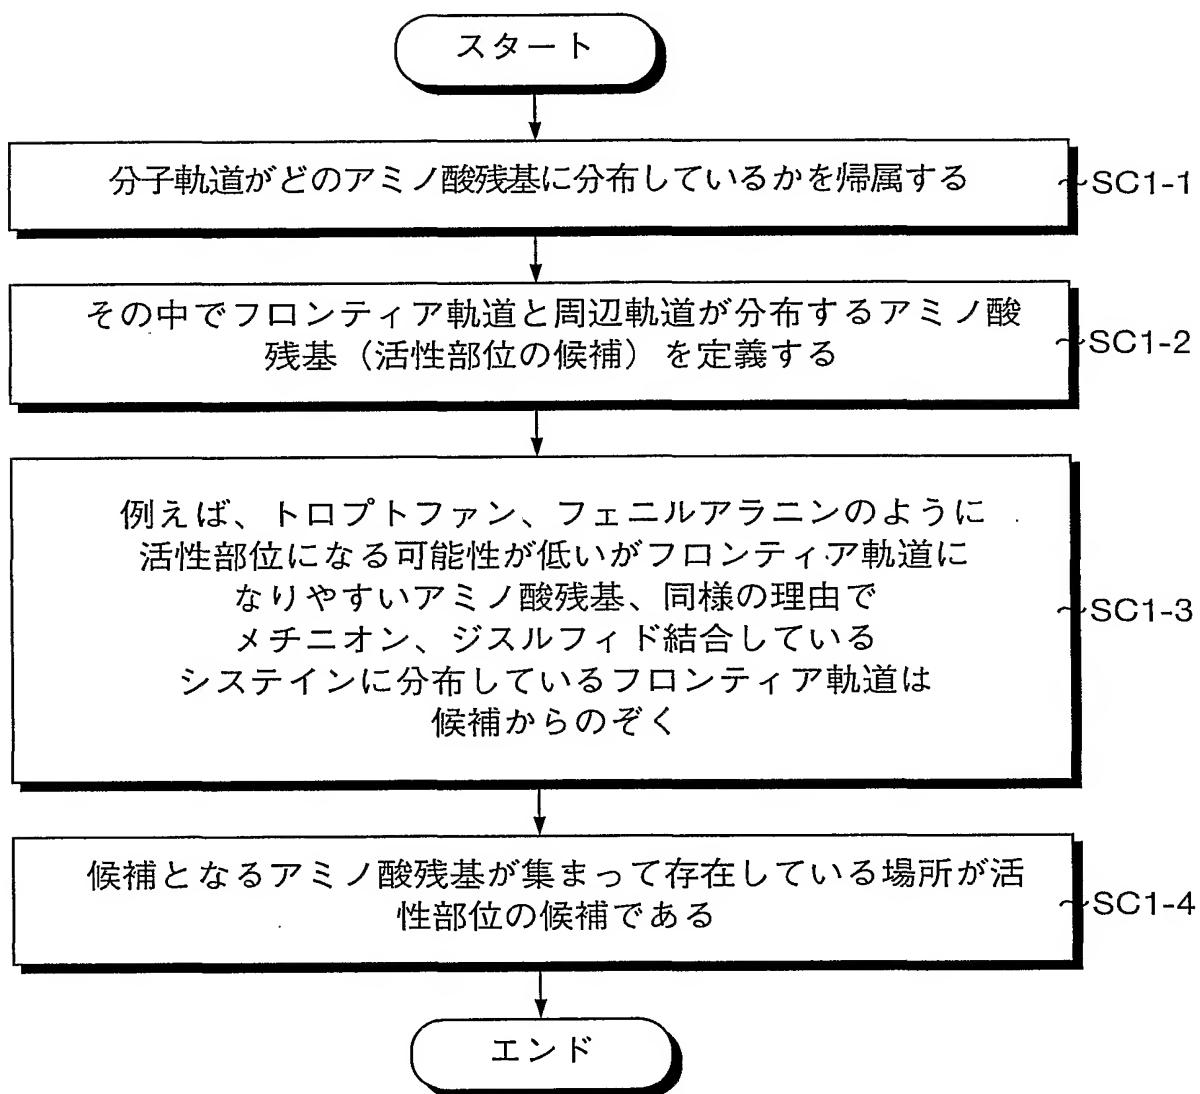 スタート
分子軌道がどのアミノ酸残基に分布しているかを帰属する
SC1-1
その中でフロンティア軌道と周辺軌道が分布するアミノ酸
残基（活性部位の候補）を定義する
SC1-2
例えば、トロプトファン、フェニルアラニンのように
活性部位になる可能性が低いがフロンティア軌道に
なりやすいアミノ酸残基、同様の理由で
メチニオン、ジスルフィド結合している
システインに分布しているフロンティア軌道は
候補からのぞく
SC1-3
候補となるアミノ酸残基が集まって存在している場所が活
性部位の候補である
SC1-4
エンド